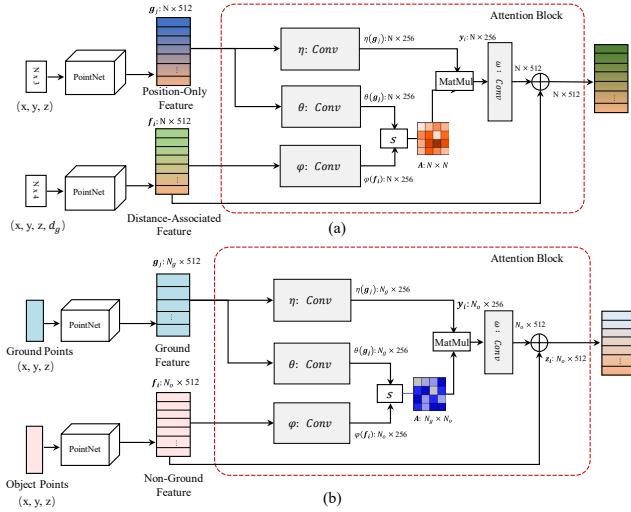 g_j: N × 512
Attention Block
N × 3
PointNet
(x, y, z)
⋮
Position-Only
Feature
η: Conv
η(g_j): N × 256
y_i: N × 256
MatMul
ω: Conv
N × 512
N × 512
⋮
θ: Conv
θ(g_j): N × 256
s
A: N × N
f_i: N × 512
N × 4
PointNet
(x, y, z, d_g)
⋮
Distance-Associated
Feature
φ: Conv
φ(f_i): N × 256
(a)
g_j: N_g × 512
Attention Block
PointNet
Ground Points
(x, y, z)
⋮
Ground
Feature
η: Conv
η(g_j): N_g × 256
y_i: N_o × 256
MatMul
ω: Conv
N_o × 512
z_i: N_o × 512
⋮
θ: Conv
θ(g_j): N_g × 256
s
A: N_g × N_o
f_i: N_o × 512
PointNet
Object Points
(x, y, z)
⋮
Non-Ground
Feature
φ: Conv
φ(f_i): N_o × 256
(b)